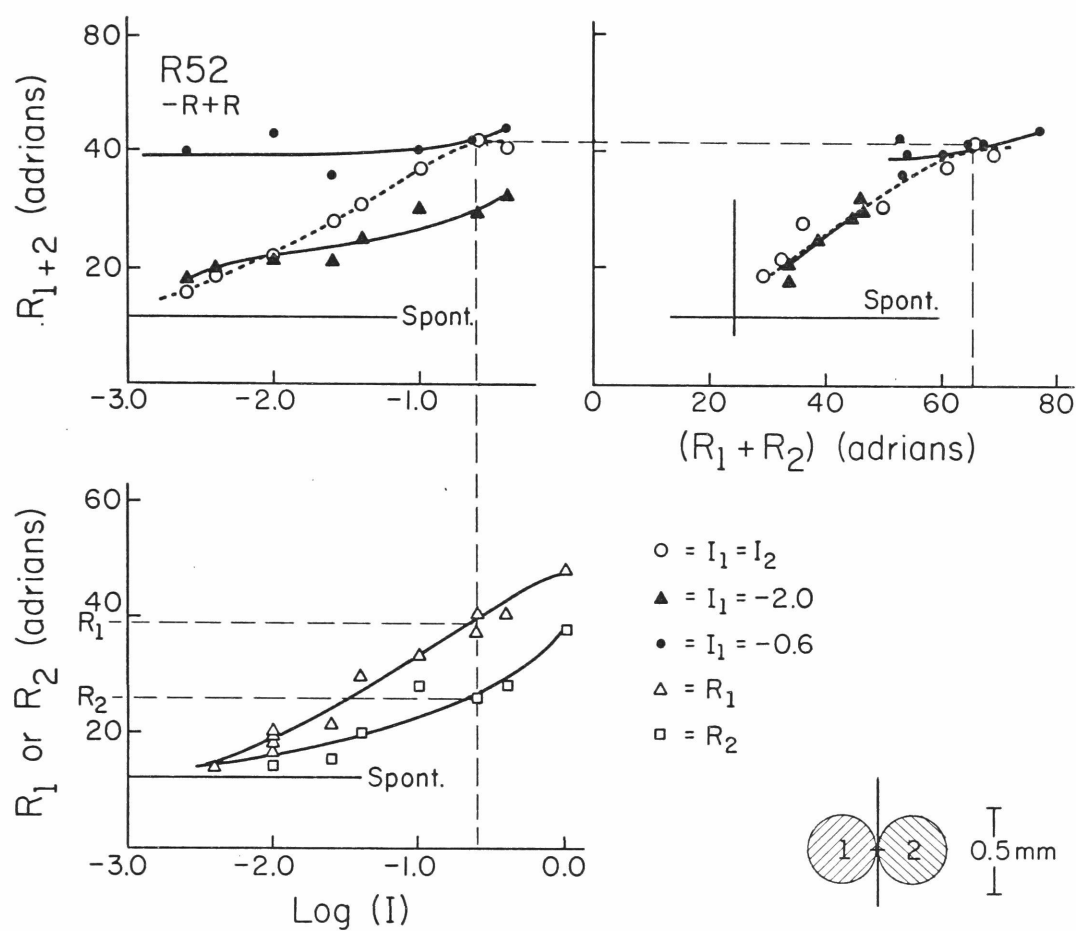 80
40
20
.R1+2 (adrians)
R52
-R+R
Spont.
-3.0
-2.0
-1.0
Spont.
0
20
40
60
80
(R1 + R2) (adrians)
60
40
20
R1
R2
R1 or R2 (adrians)
Spont.
-3.0
-2.0
-1.0
0.0
Log (I)
○ = I1 = I2
▲ = I1 = -2.0
● = I1 = -0.6
△ = R1
□ = R2
1
2
0.5 mm